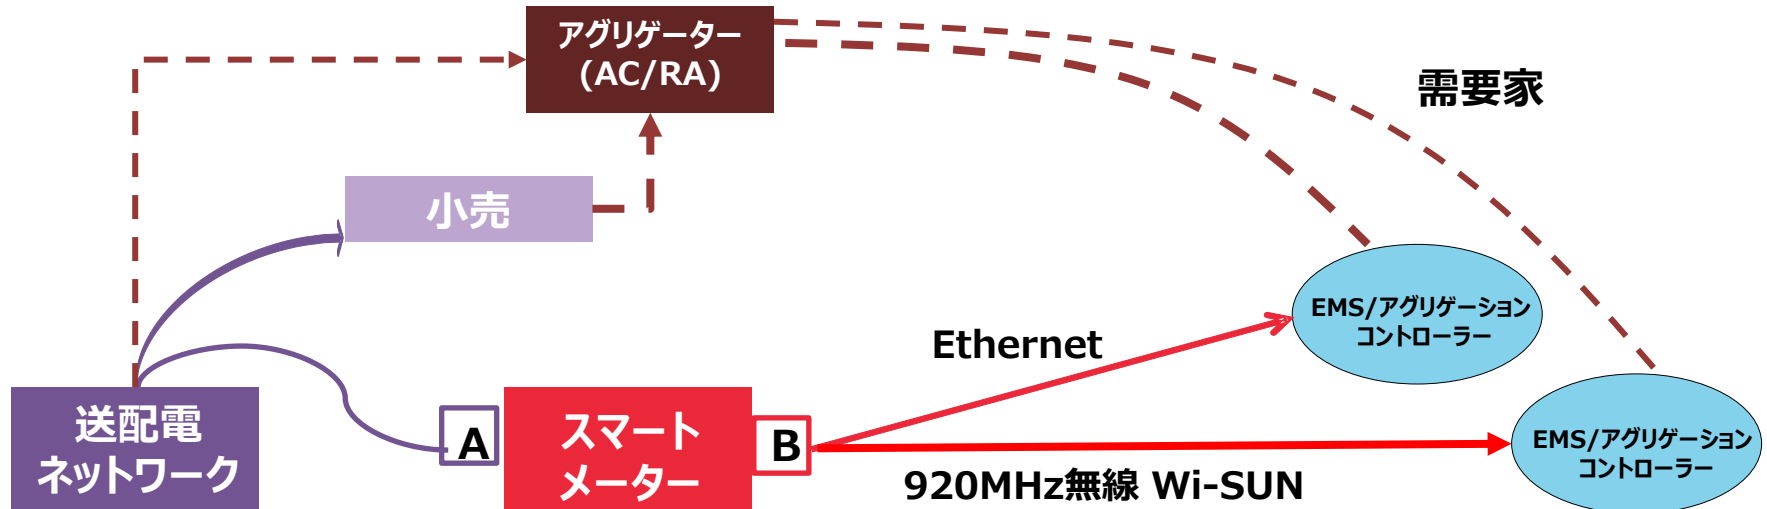 アグリゲーター
(AC/RA)
需要家
小売
EMS/アグリゲーション
コントローラー
Ethernet
送配電
ネットワーク
A
スマート
メーター
B
EMS/アグリゲーション
コントローラー
920MHz無線 Wi-SUN